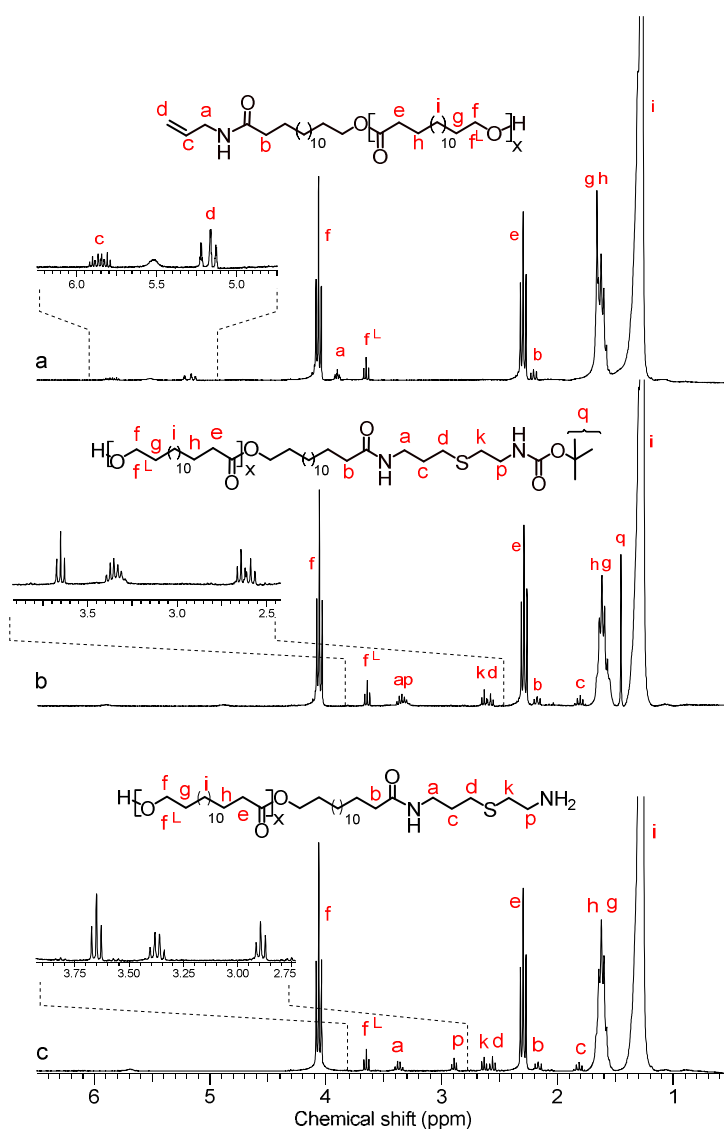 d a O i g f
e
c N H b 10 O [ O h 10 f L O ] x H
d
c
6.0 5.5 5.0
f
e
g h
i
a
a
f L
b
q
H [ O f g i h e ] x O O a d k H N O
f L 10 O 10 b N H c S p O
f
e
q
h g
i
3.5 3.0 2.5
b
f L
a p
k d
b
c
H [ O f g i h ] x O b O a d k NH2
f L 10 e O 10 N H c S p
f
e
h g
i
3.75 3.50 3.25 3.00 2.75
c
f L
a
p
k d
b
c
6 5 4 3 2 1
Chemical shift (ppm)